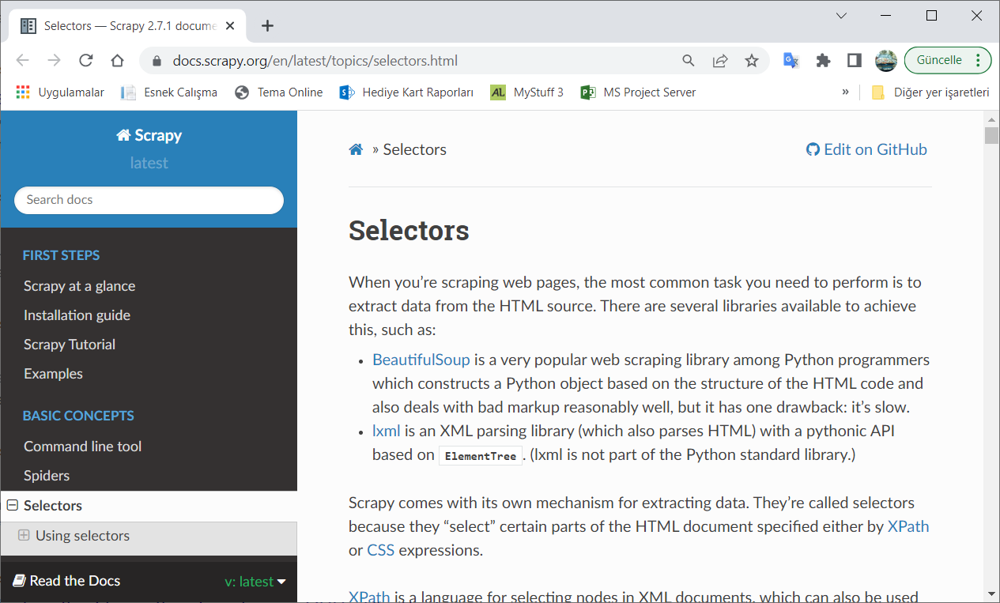 Selectors — Scrapy 2.7.1 docume
docs.scrapy.org/en/latest/topics/selectors.html
Güncelle
Uygulamalar
Esnek Calışma
Tema Online
Hediye Kart Raporları
MyStuff 3
MS Project Server
»
Diğer yer işaretleri
Scrapy
latest
Search docs
FIRST STEPS
Scrapy at a glance
Installation guide
Scrapy Tutorial
Examples
BASIC CONCEPTS
Command line tool
Spiders
Selectors
Using selectors
Read the Docs
v: latest
» Selectors
Edit on GitHub
Selectors
When you’re scraping web pages, the most common task you need to perform is to
extract data from the HTML source. There are several libraries available to achieve
this, such as:
• BeautifulSoup is a very popular web scraping library among Python programmers
which constructs a Python object based on the structure of the HTML code and
also deals with bad markup reasonably well, but it has one drawback: it’s slow.
• lxml is an XML parsing library (which also parses HTML) with a pythonic API
based on ElementTree. (lxml is not part of the Python standard library.)
Scrapy comes with its own mechanism for extracting data. They’re called selectors
because they “select” certain parts of the HTML document specified either by XPath
or CSS expressions.
XPath is a language for selecting nodes in XML documents, which can also be used